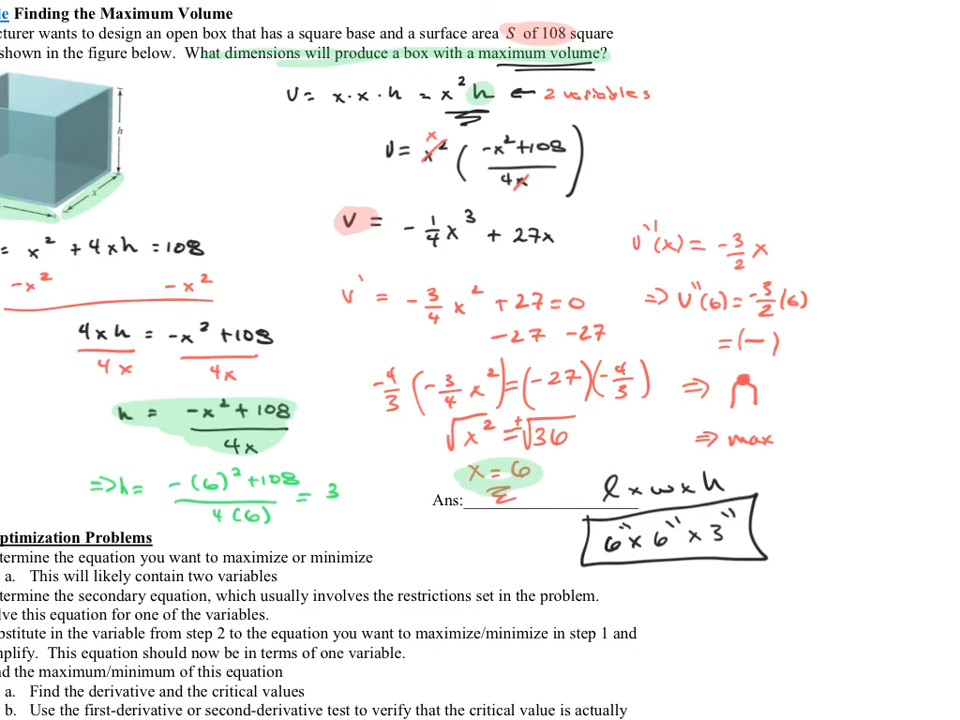 le Finding the Maximum Volume
cturer wants to design an open box that has a square base and a surface area S of 108 square
shown in the figure below. What dimensions will produce a box with a maximum volume?
V = x · x · h = x² h ← 2 variables
h
x
V = x² ( (-x² + 108) / 4x )
x
V = - 1/4 x³ + 27x
= x² + 4xh = 108
-x² -x²
V''(x) = -3/2 x
V' = - 3/4 x² + 27 = 0
⇒ V''(6) = -3/2 (6)
-27 -27
= (-)
4xh = -x² + 108
4x 4x
-4/3 (- 3/4 x²) = (-27)(-4/3) ⇒ ∩
h = (-x² + 108) / 4x
√x² = ±√36
⇒ max
x = 6
⇒ h = (-(6)² + 108) / 4(6) = 3
Ans:
l x w x h
6" x 6" x 3"
ptimization Problems
termine the equation you want to maximize or minimize
a. This will likely contain two variables
termine the secondary equation, which usually involves the restrictions set in the problem.
lve this equation for one of the variables.
bstitute in the variable from step 2 to the equation you want to maximize/minimize in step 1 and
mplify. This equation should now be in terms of one variable.
nd the maximum/minimum of this equation
a. Find the derivative and the critical values
b. Use the first-derivative or second-derivative test to verify that the critical value is actually